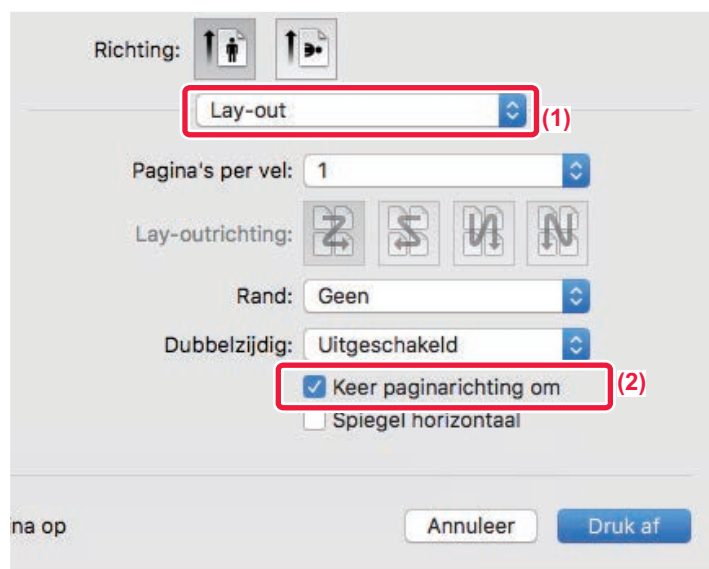 Richting:
Lay-out
(1)
Pagina's per vel: 1
Lay-outrichting:
Rand: Geen
Dubbelzijdig: Uitgeschakeld
Keer paginarichting om
(2)
Spiegel horizontaal
na op
Annuleer
Druk af